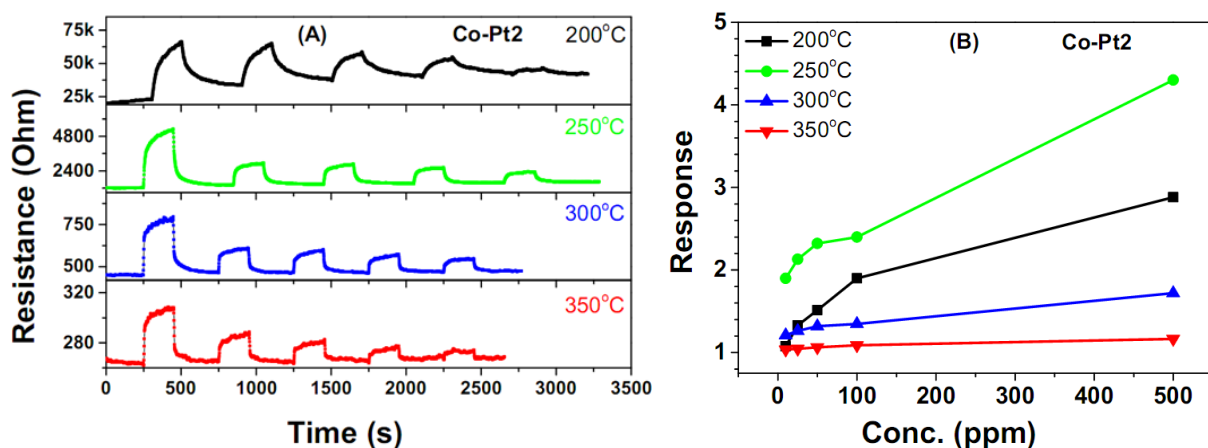 (A) Co-Pt2 200°C
75k
50k
25k
250°C
4800
2400
300°C
750
500
350°C
320
280
0 500 1000 1500 2000 2500 3000 3500
Resistance (Ohm)
Time (s)
(B) Co-Pt2
200°C
250°C
300°C
350°C
5
4
3
2
1
0 100 200 300 400 500
Response
Conc. (ppm)